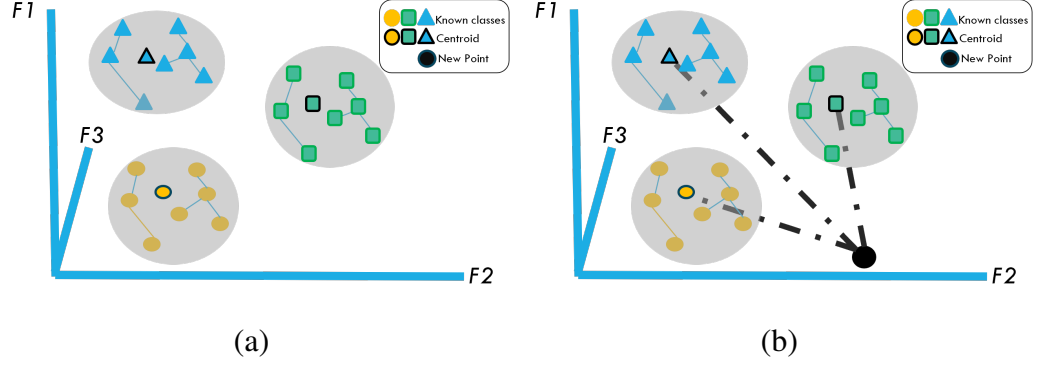 F1
Known classes
Centroid
New Point
F3
F2
(a)
F1
Known classes
Centroid
New Point
F3
F2
(b)